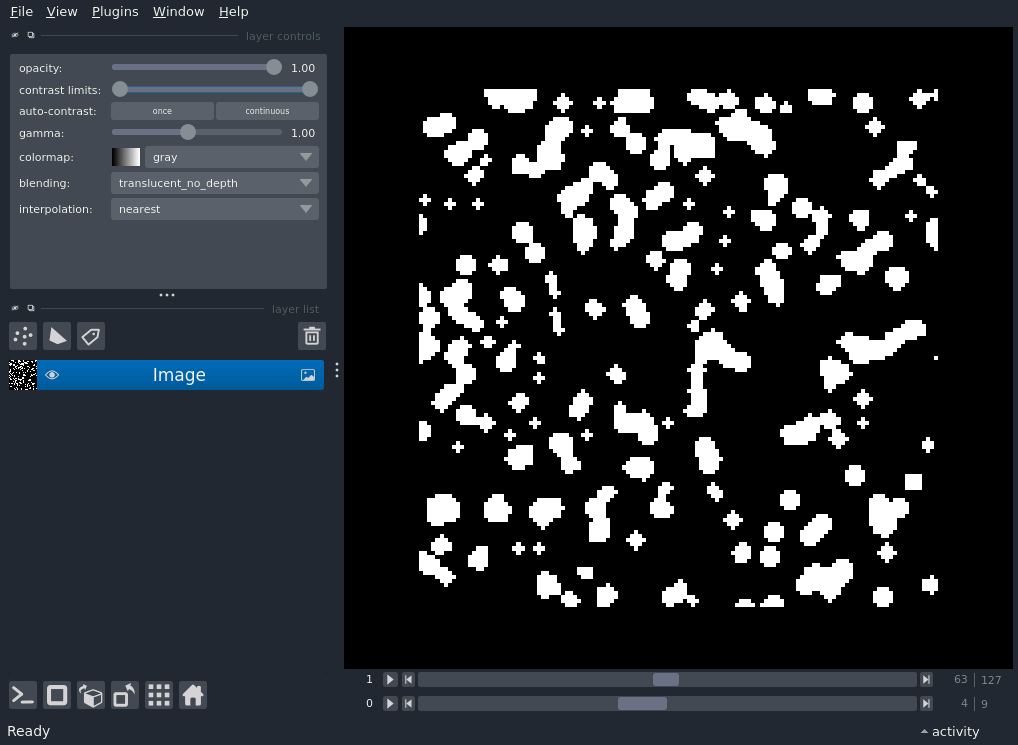 File View Plugins Window Help
layer controls
opacity: 1.00
contrast limits:
auto-contrast: once continuous
gamma: 1.00
colormap: gray
blending: translucent_no_depth
interpolation: nearest
layer list
Image
1 63 127
0 4 9
Ready activity